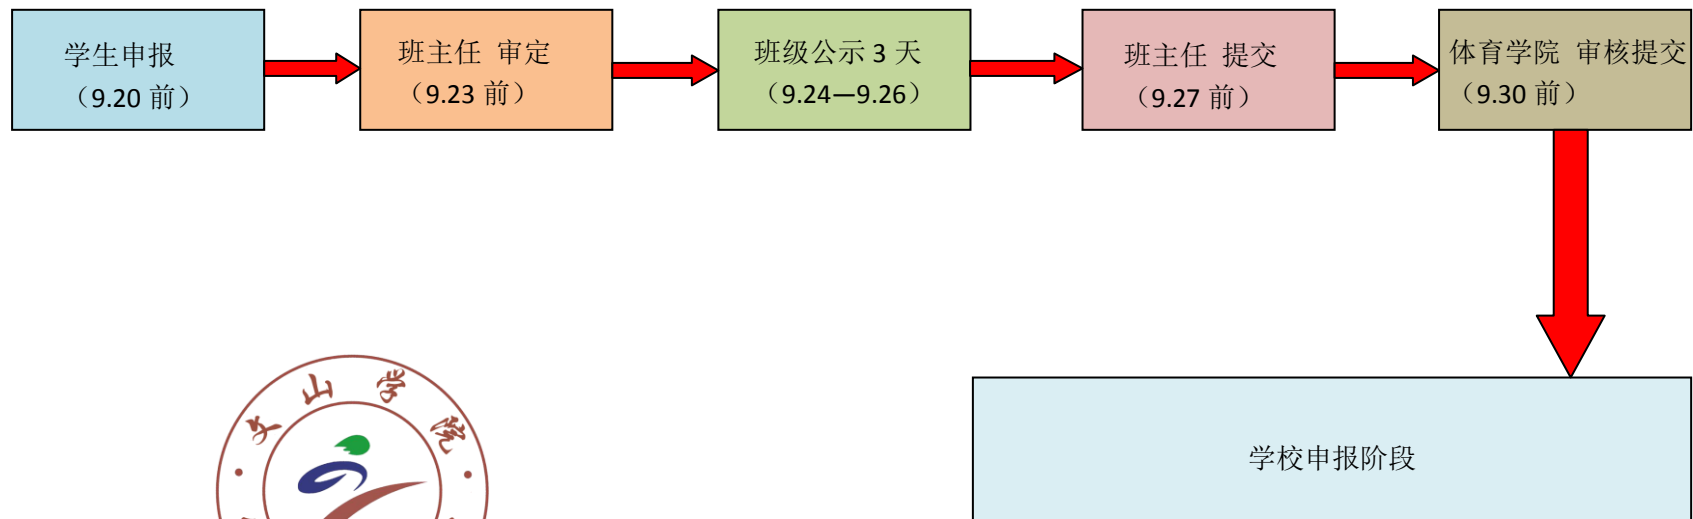 学生申报
（9.20 前）
班主任 审定
（9.23 前）
班级公示 3 天
（9.24—9.26）
班主任 提交
（9.27 前）
体育学院 审核提交
（9.30 前）
学校申报阶段
文山学院